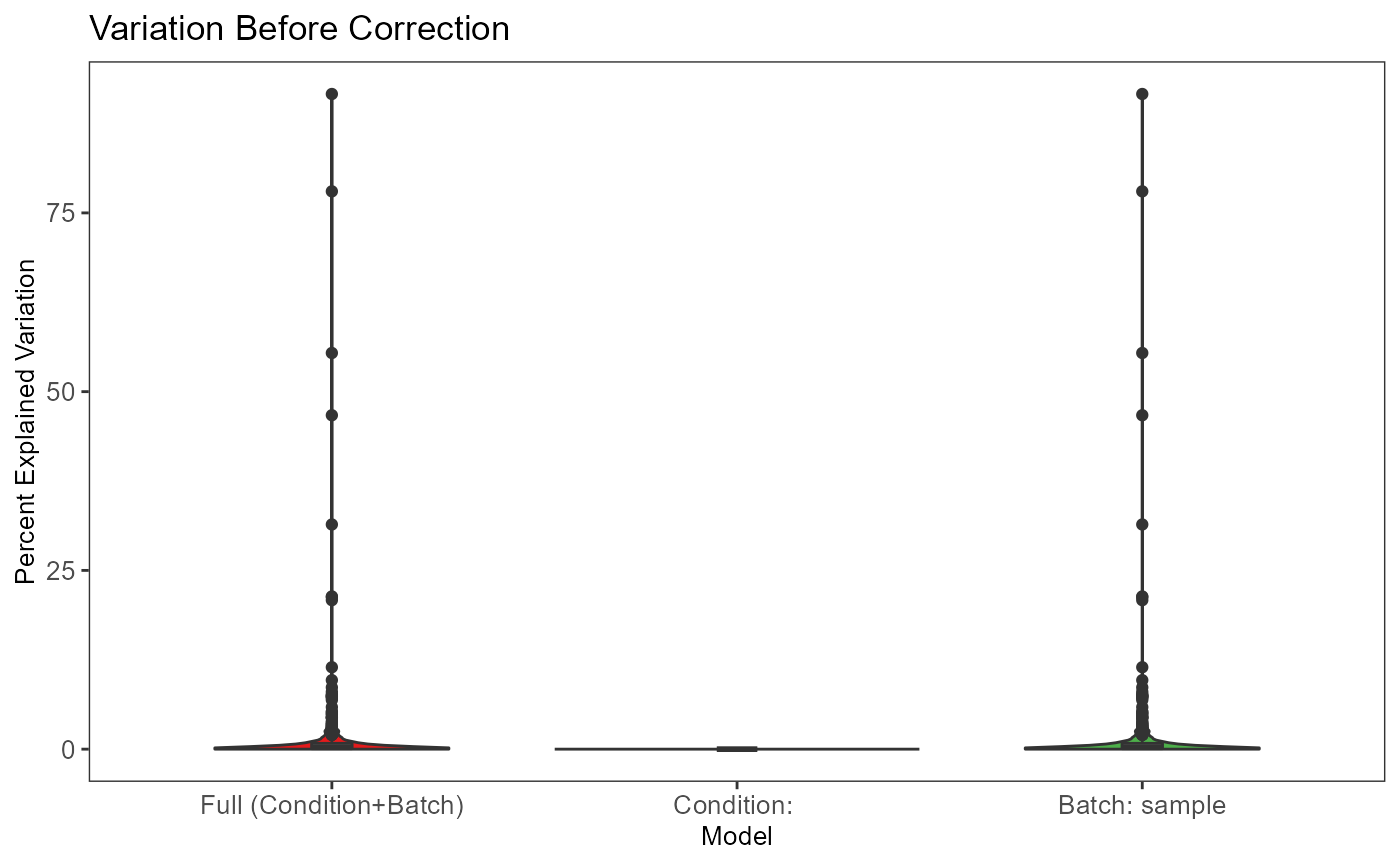 Variation Before Correction
Percent Explained Variation
75
50
25
0
Full (Condition+Batch)
Condition:
Batch: sample
Model